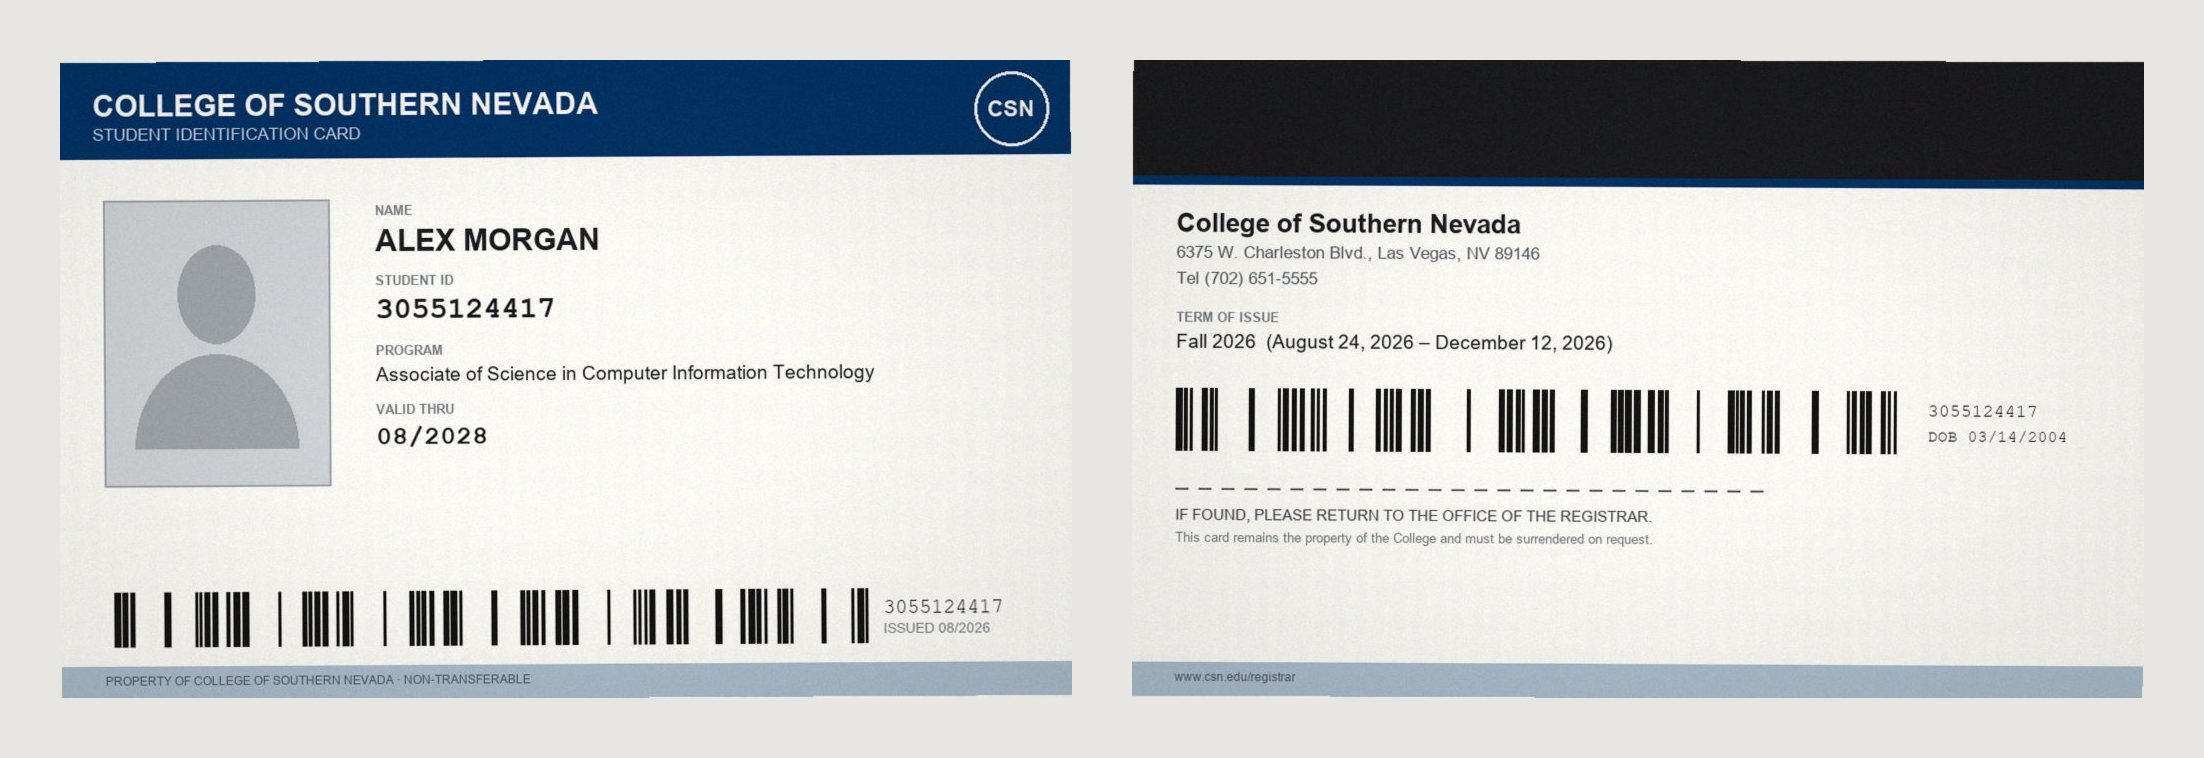 COLLEGE OF SOUTHERN NEVADA
STUDENT IDENTIFICATION CARD
CSN
NAME
ALEX MORGAN
STUDENT ID
3055124417
PROGRAM
Associate of Science in Computer Information Technology
VALID THRU
08/2028
3055124417
ISSUED 08/2026
PROPERTY OF COLLEGE OF SOUTHERN NEVADA · NON-TRANSFERABLE
College of Southern Nevada
6375 W. Charleston Blvd., Las Vegas, NV 89146
Tel (702) 651-5555
TERM OF ISSUE
Fall 2026 (August 24, 2026 – December 12, 2026)
3055124417
DOB 03/14/2004
IF FOUND, PLEASE RETURN TO THE OFFICE OF THE REGISTRAR.
This card remains the property of the College and must be surrendered on request.
www.csn.edu/registrar